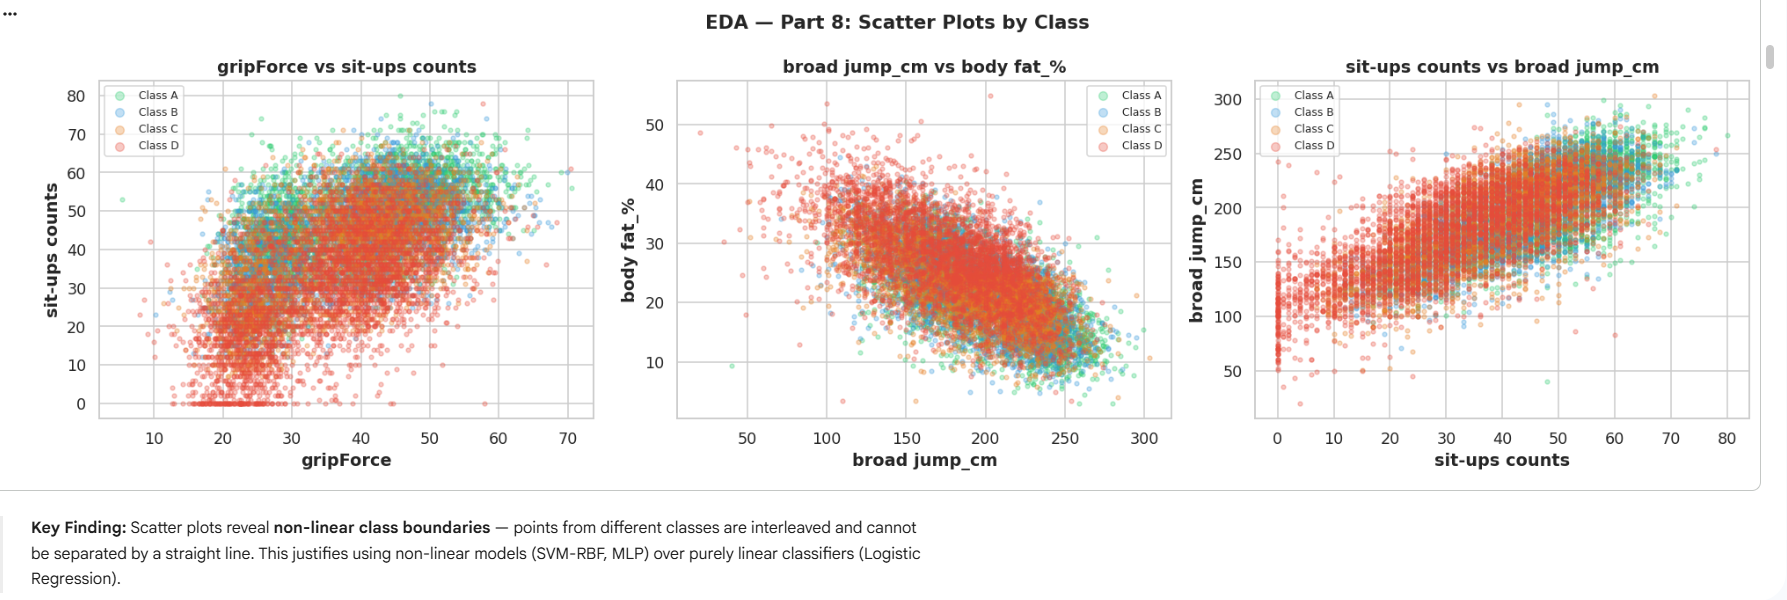 ...
EDA — Part 8: Scatter Plots by Class
gripForce vs sit-ups counts
80
70
60
50
40
30
20
10
0
sit-ups counts
Class A
Class B
Class C
Class D
10 20 30 40 50 60 70
gripForce
broad jump_cm vs body fat_%
50
40
30
20
10
body fat_%
Class A
Class B
Class C
Class D
50 100 150 200 250 300
broad jump_cm
sit-ups counts vs broad jump_cm
300
250
200
150
100
50
broad jump_cm
Class A
Class B
Class C
Class D
0 10 20 30 40 50 60 70 80
sit-ups counts
Key Finding: Scatter plots reveal non-linear class boundaries — points from different classes are interleaved and cannot
be separated by a straight line. This justifies using non-linear models (SVM-RBF, MLP) over purely linear classifiers (Logistic
Regression).